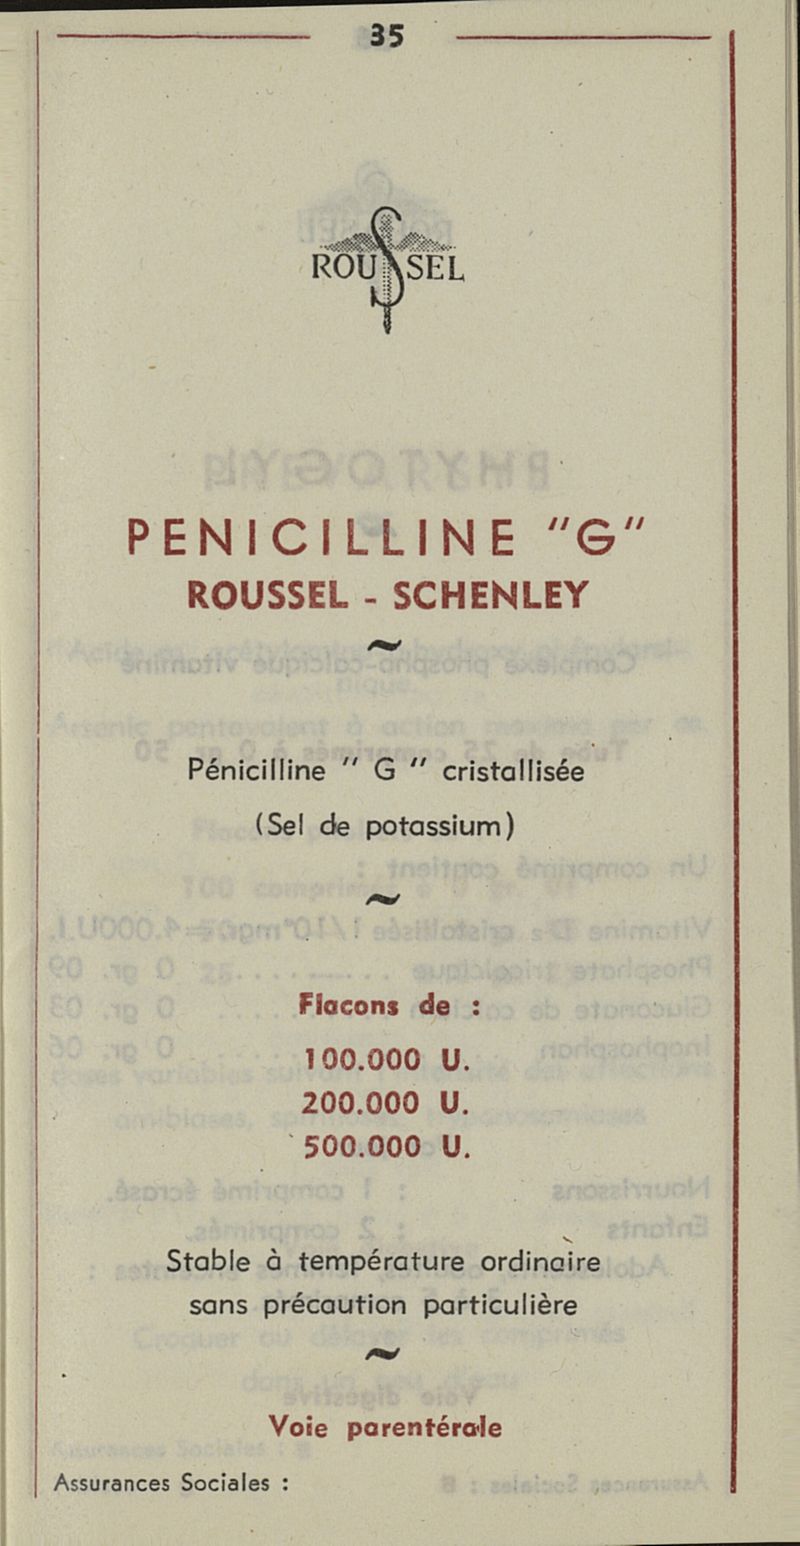 35
ROUSSEL
PENICILLINE "G"
ROUSSEL - SCHENLEY
~
Pénicilline " G " cristallisée
(Sel de potassium)
~
Flacons de :
100.000 U.
200.000 U.
500.000 U.
Stable à température ordinaire
sans précaution particulière
~
Voie parentérale
Assurances Sociales :